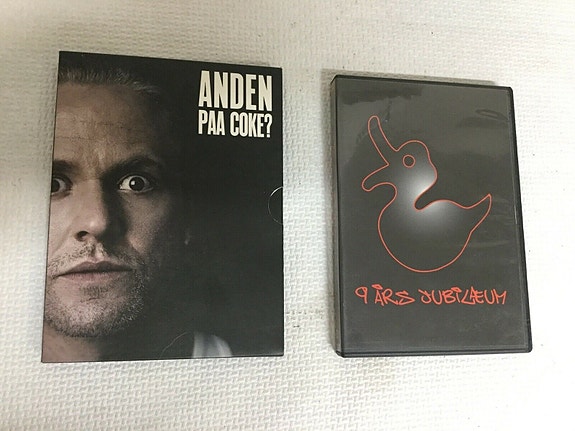 ANDEN
PAA COKE?
9 ÅRS JUBILÆUM